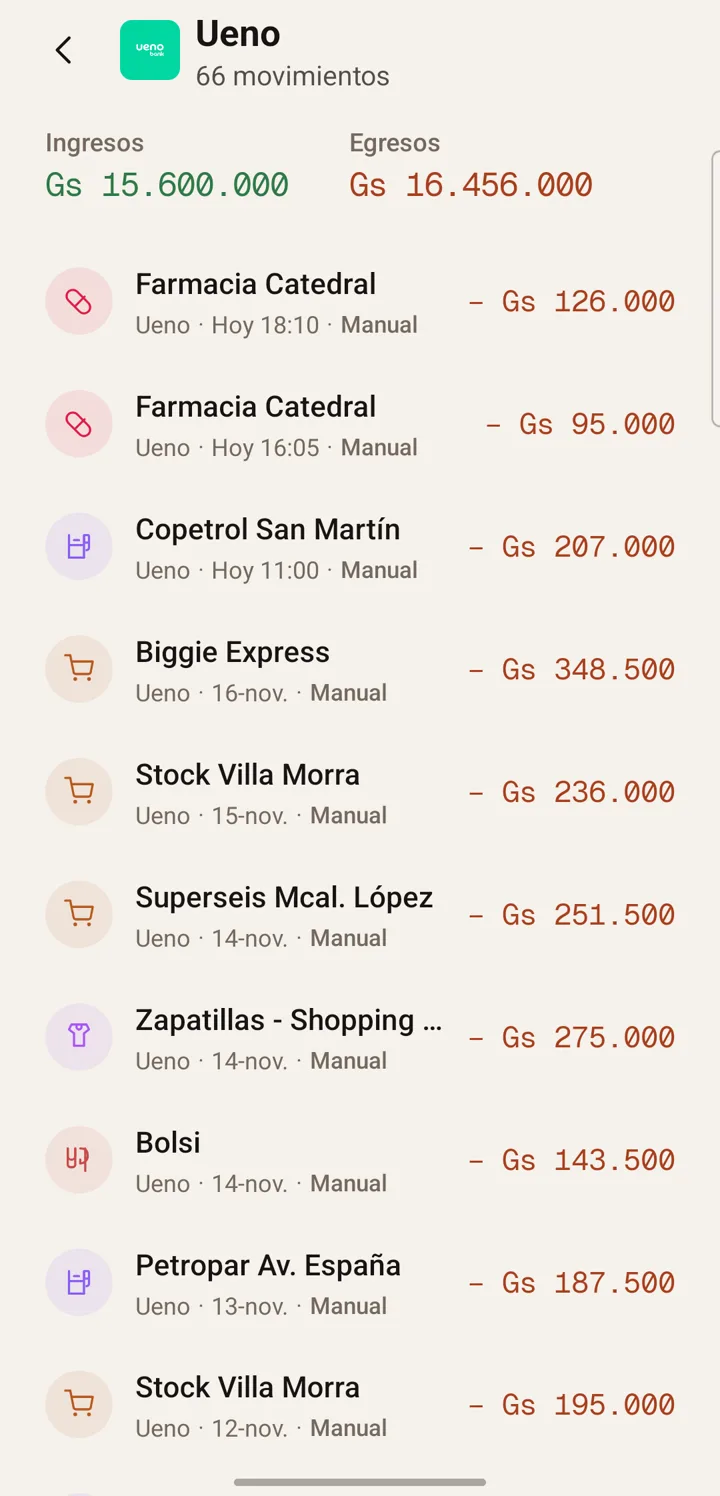 Ueno
ueno
bank
66 movimientos
Ingresos
Egresos
Gs 15.600.000
Gs 16.456.000
Farmacia Catedral
Ueno · Hoy 18:10 · Manual
– Gs 126.000
Farmacia Catedral
Ueno · Hoy 16:05 · Manual
– Gs 95.000
Copetrol San Martín
Ueno · Hoy 11:00 · Manual
– Gs 207.000
Biggie Express
Ueno · 16-nov. · Manual
– Gs 348.500
Stock Villa Morra
Ueno · 15-nov. · Manual
– Gs 236.000
Superseis Mcal. López
Ueno · 14-nov. · Manual
– Gs 251.500
Zapatillas - Shopping ...
Ueno · 14-nov. · Manual
– Gs 275.000
Bolsi
Ueno · 14-nov. · Manual
– Gs 143.500
Petropar Av. España
Ueno · 13-nov. · Manual
– Gs 187.500
Stock Villa Morra
Ueno · 12-nov. · Manual
– Gs 195.000